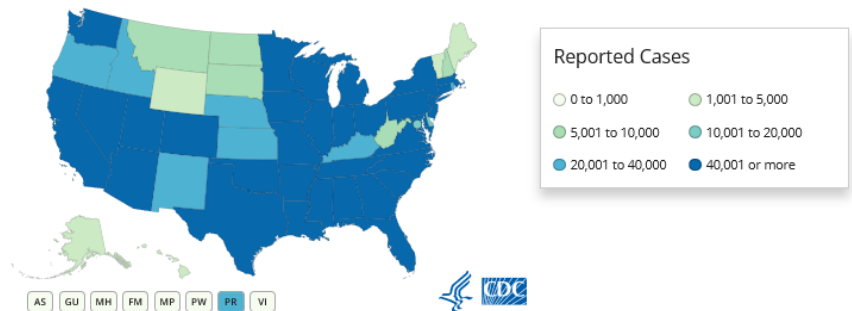 Reported Cases
0 to 1,000
1,001 to 5,000
5,001 to 10,000
10,001 to 20,000
20,001 to 40,000
40,001 or more
CDC
AS GU MH FM MP PW PR VI